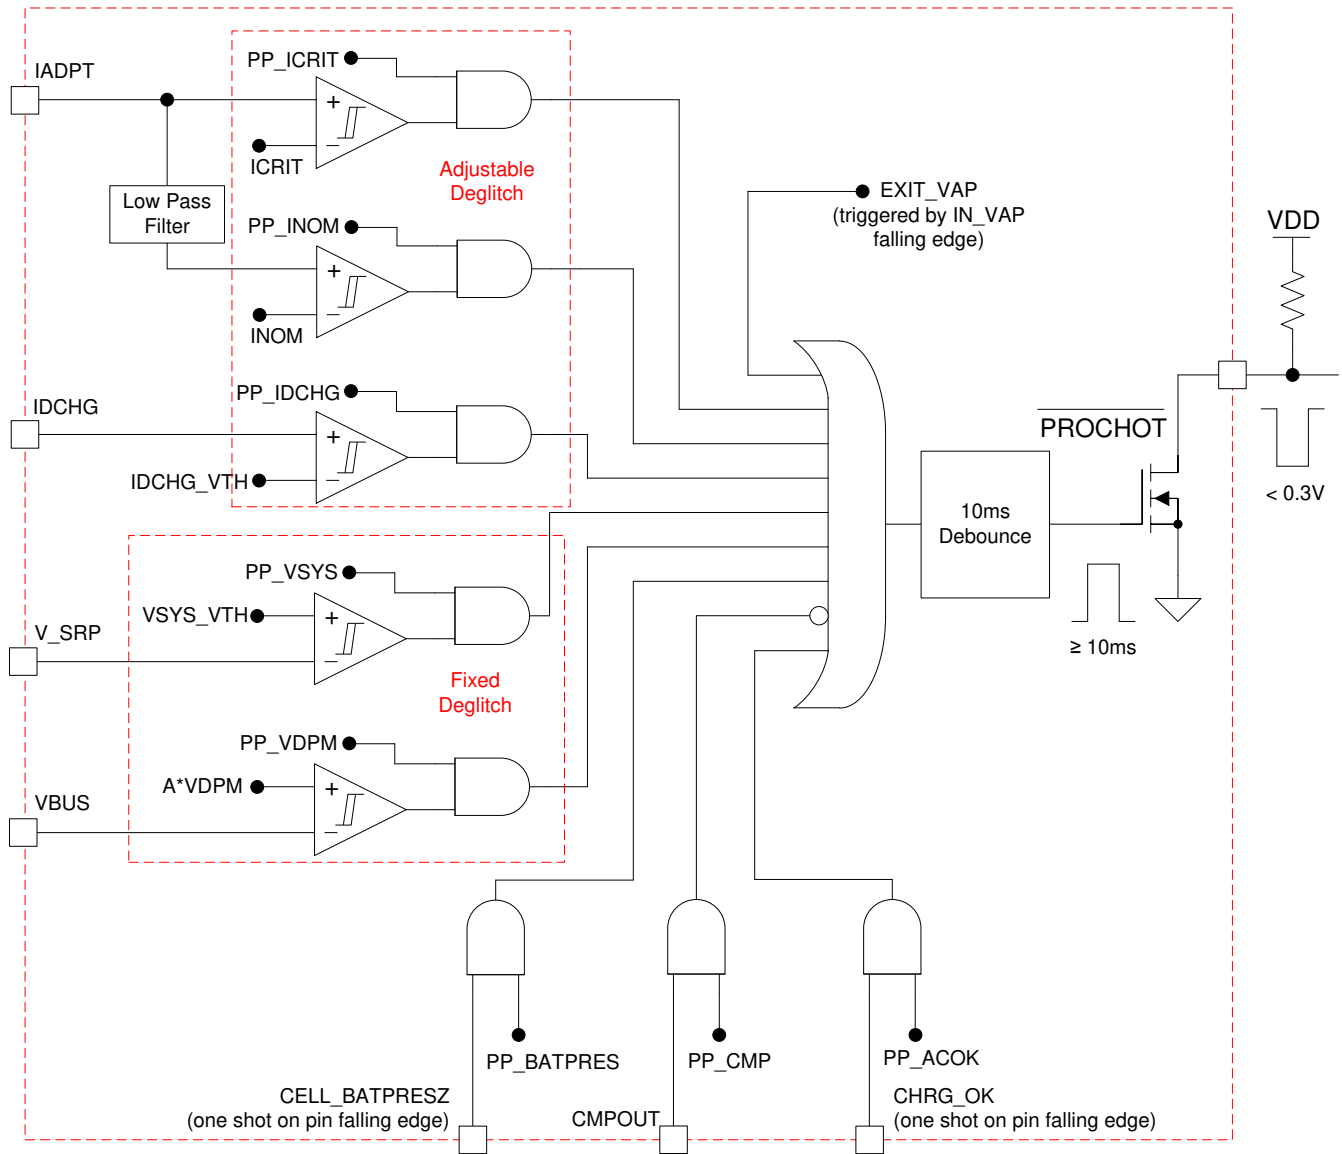 IADPT
PP_ICRIT
+
−
ICRIT
Adjustable
Deglitch
Low Pass
Filter
PP_INOM
+
−
INOM
EXIT_VAP
(triggered by IN_VAP
falling edge)
VDD
IDCHG
PP_IDCHG
+
−
IDCHG_VTH
PROCHOT
< 0.3V
10ms
Debounce
≥ 10ms
PP_VSYS
VSYS_VTH
+
−
V_SRP
Fixed
Deglitch
PP_VDPM
A*VDPM
+
−
VBUS
PP_BATPRES
PP_CMP
PP_ACOK
CELL_BATPRESZ
(one shot on pin falling edge)
CMPOUT
CHRG_OK
(one shot on pin falling edge)